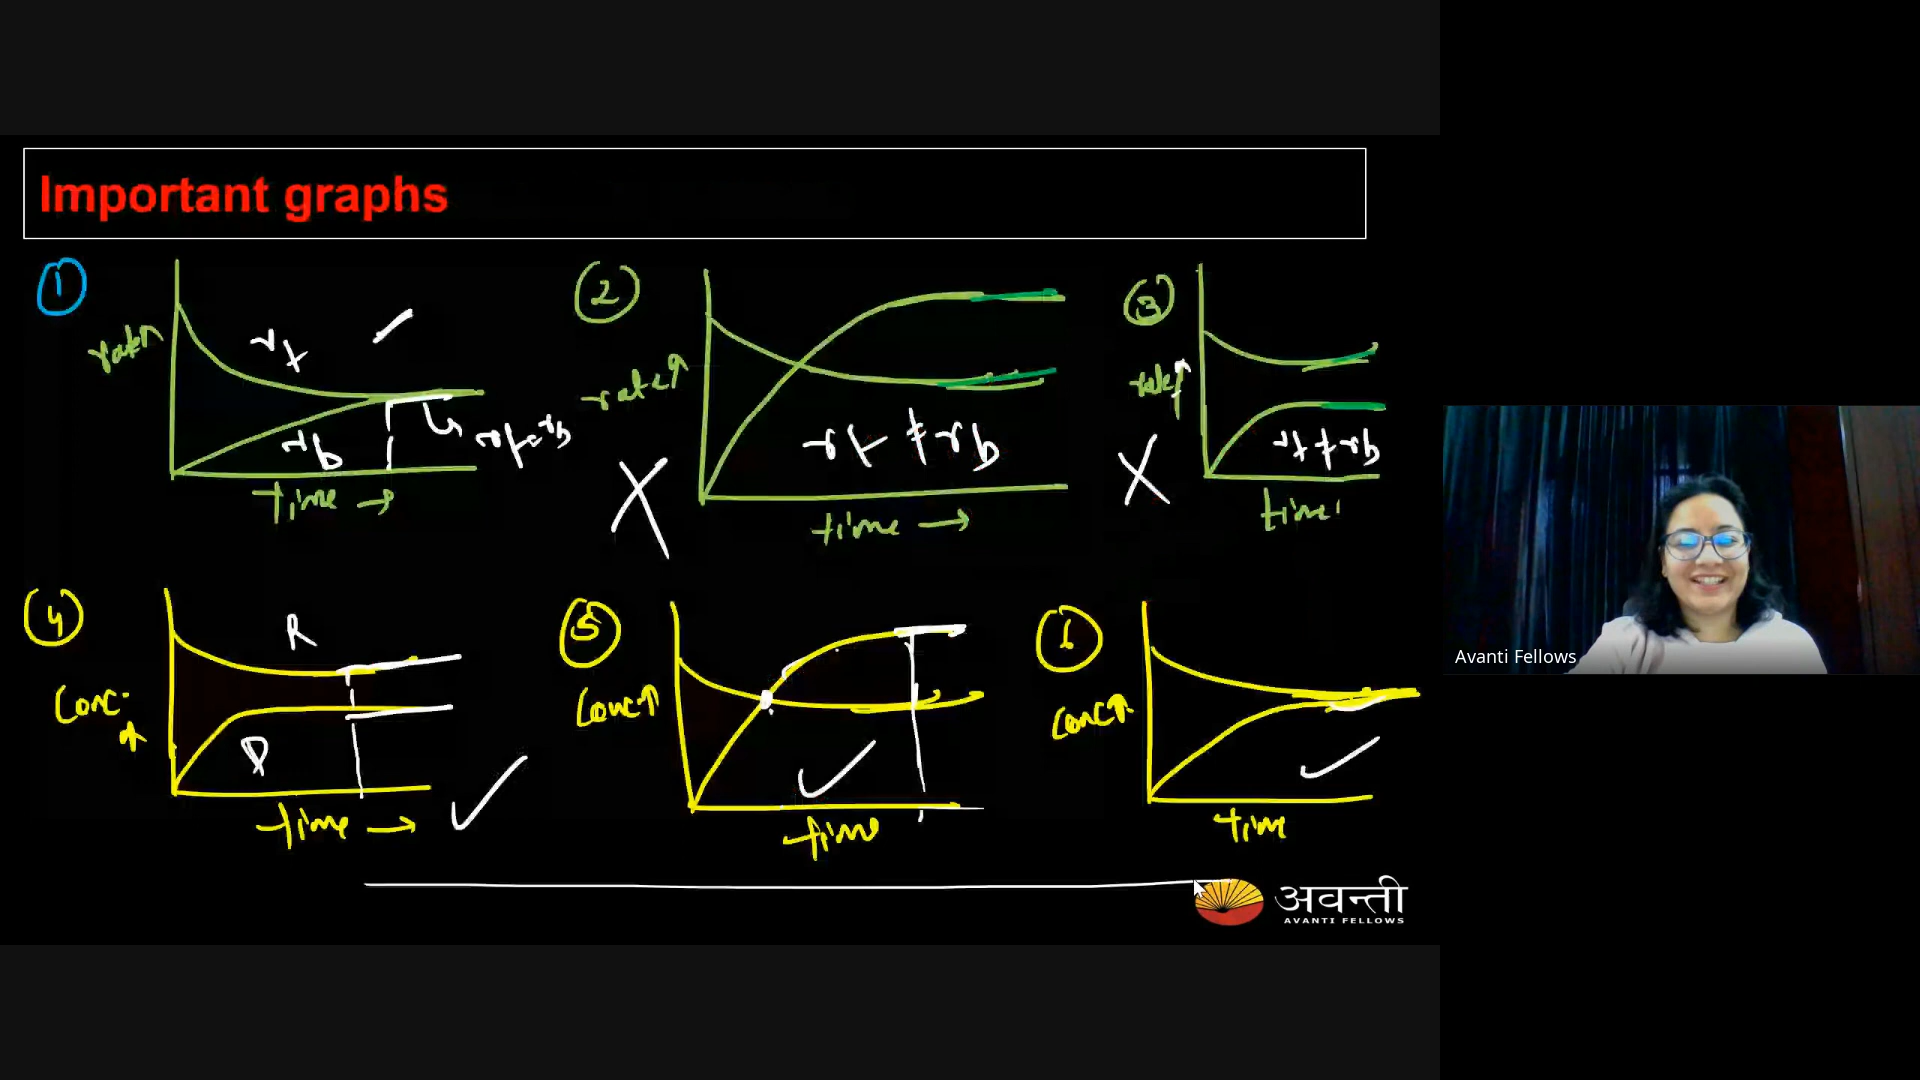 Important graphs
1
rate↑
rf
rb
rf=rb
time →
2
rate↑
rf ≠ rb
time →
3
rate↑
rf ≠ rb
time
4
Conc.↑
R
P
time →
5
Conc↑
time
6
Conc↑
time
Avanti Fellows
अवन्ती
AVANTI FELLOWS